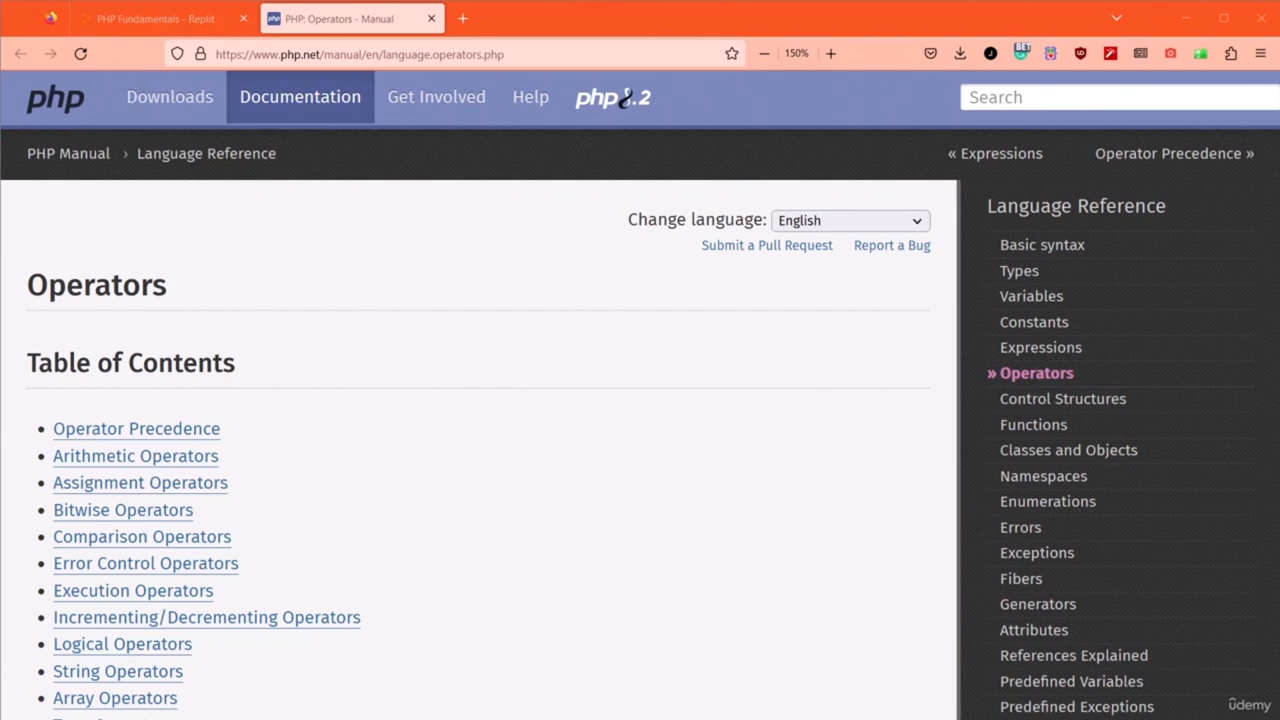 PHP Fundamentals - Replit
php
PHP: Operators - Manual
https://www.php.net/manual/en/language.operators.php
150%
BET
J
php
Downloads
Documentation
Get Involved
Help
php8.2
Search
PHP Manual › Language Reference
« Expressions
Operator Precedence »
Change language:
English
Submit a Pull Request
Report a Bug
Operators
Table of Contents
Operator Precedence
Arithmetic Operators
Assignment Operators
Bitwise Operators
Comparison Operators
Error Control Operators
Execution Operators
Incrementing/Decrementing Operators
Logical Operators
String Operators
Array Operators
Language Reference
Basic syntax
Types
Variables
Constants
Expressions
» Operators
Control Structures
Functions
Classes and Objects
Namespaces
Enumerations
Errors
Exceptions
Fibers
Generators
Attributes
References Explained
Predefined Variables
Predefined Exceptions
ûdemy